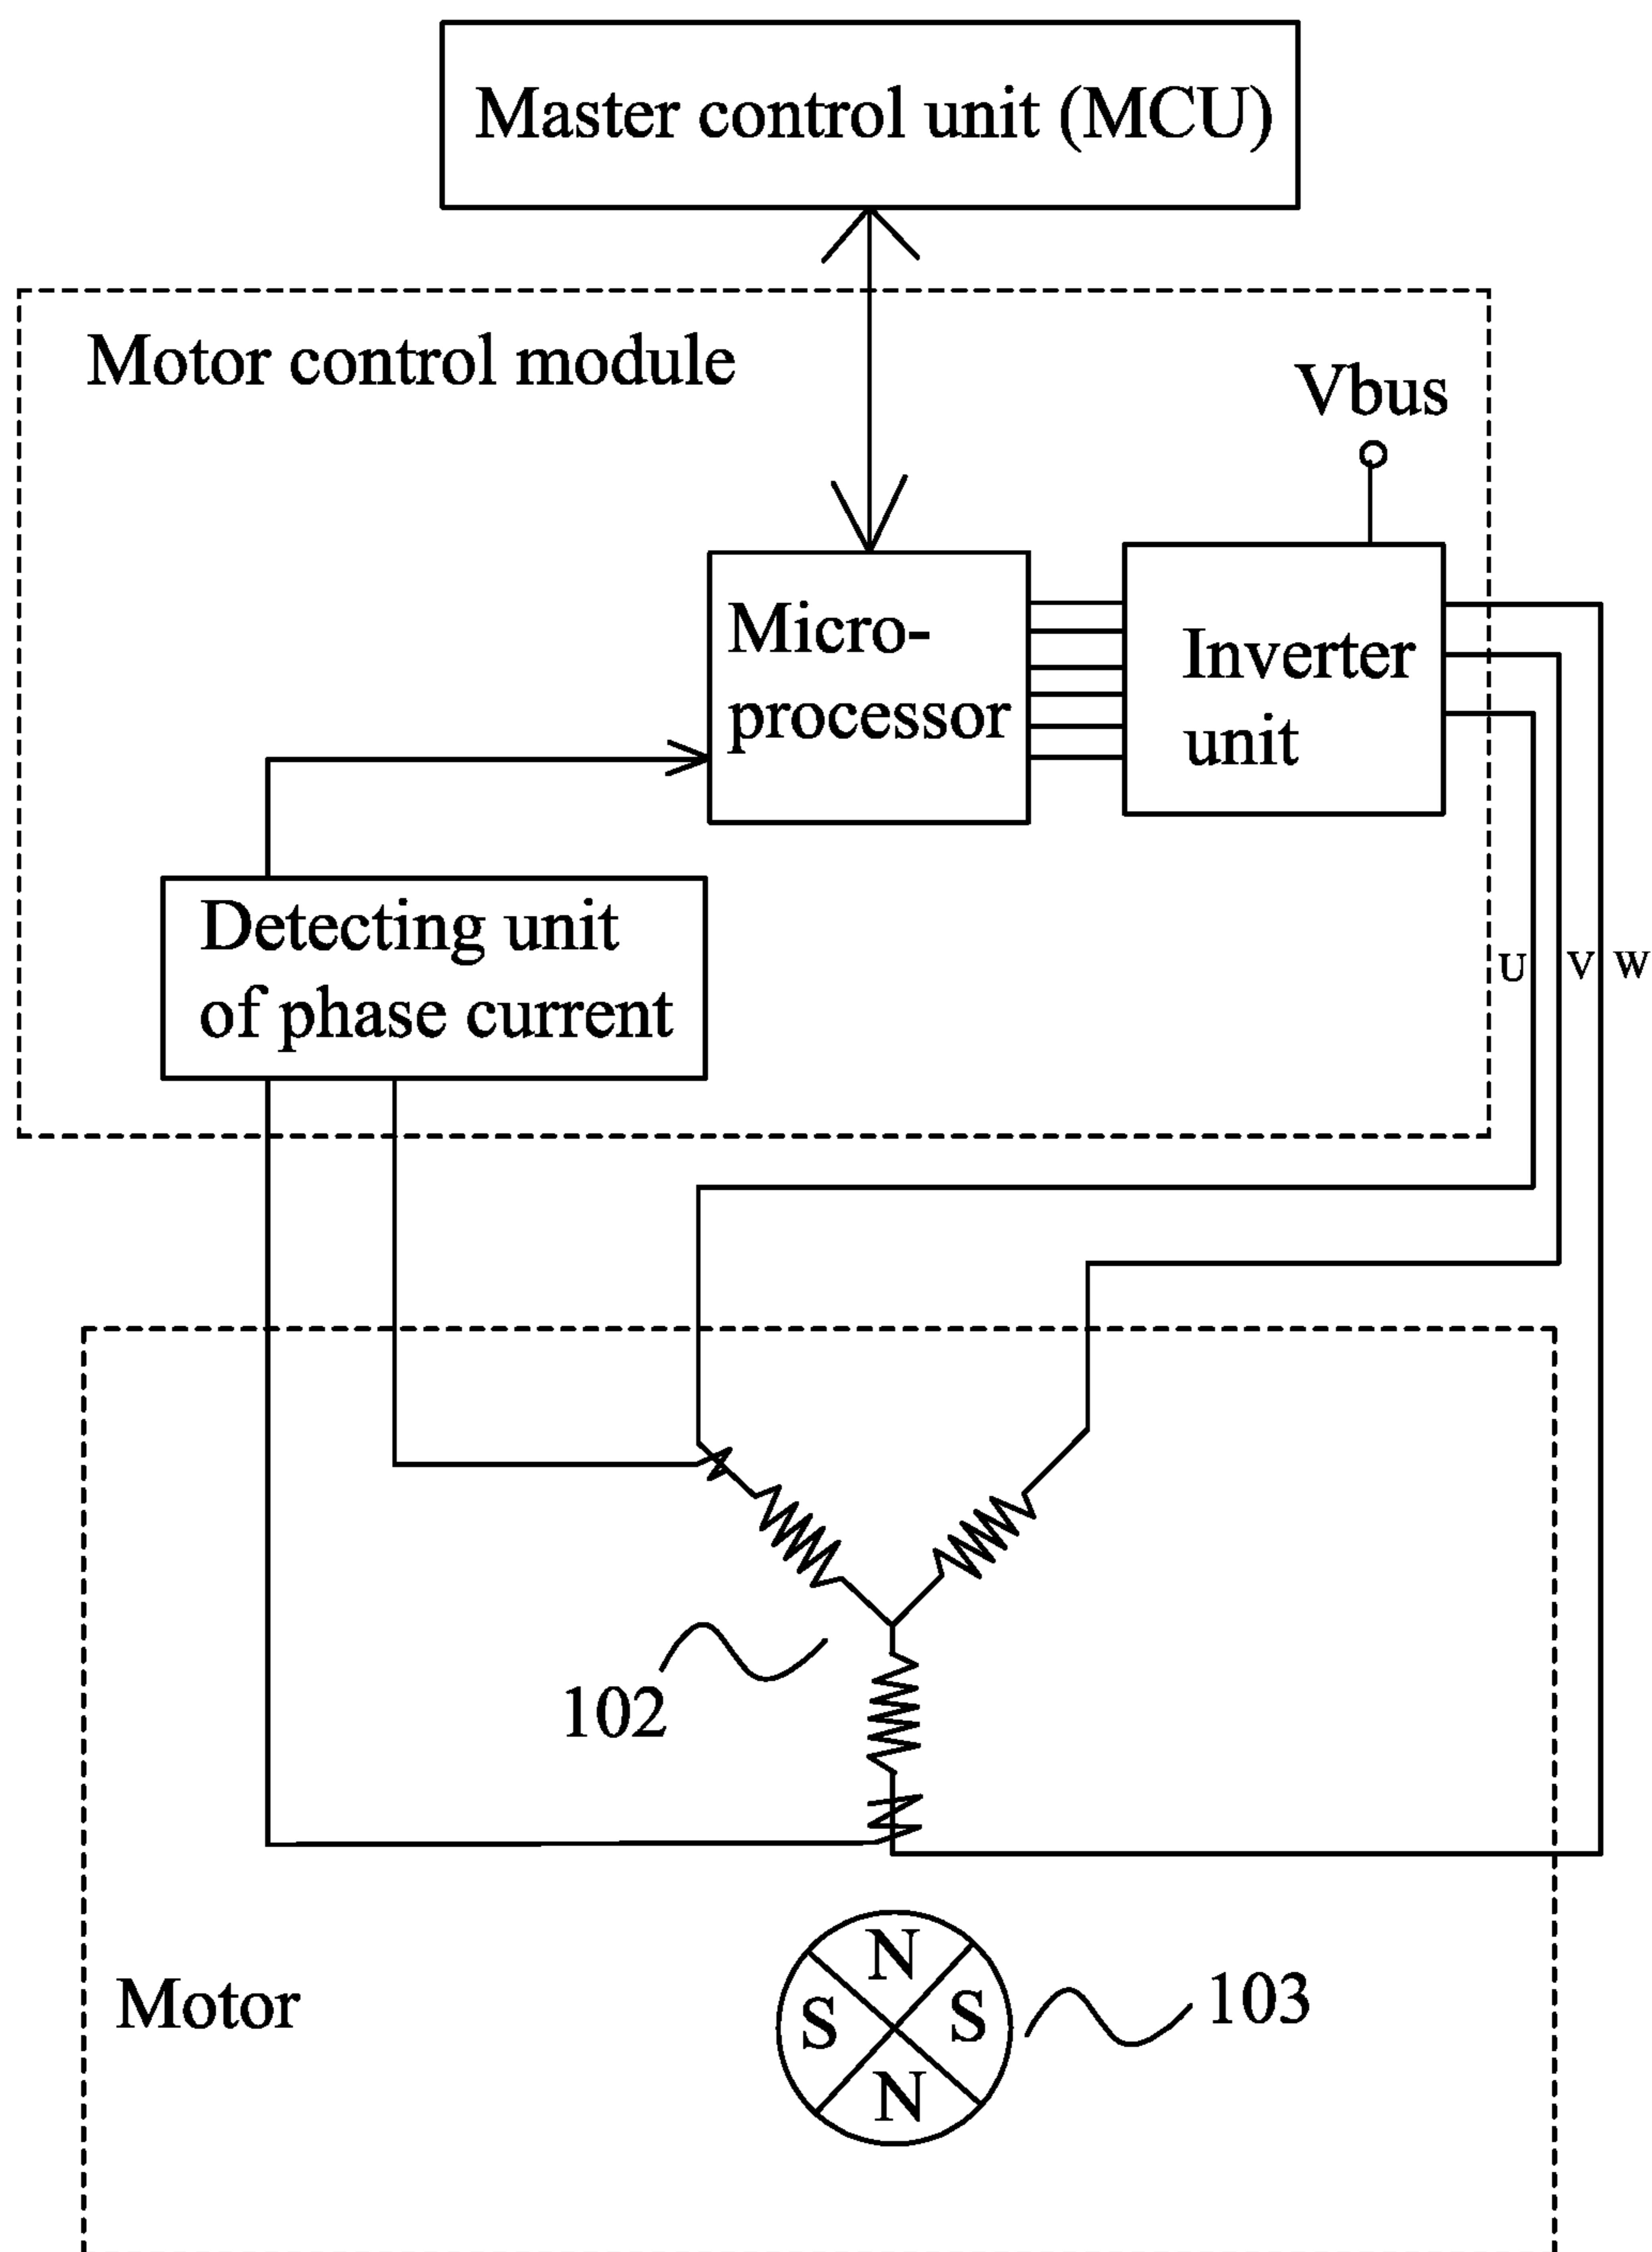 Master control unit (MCU)
Motor control module
Vbus
Micro-
processor
Inverter
unit
Detecting unit
of phase current
U V W
102
N
S S
N
103
Motor